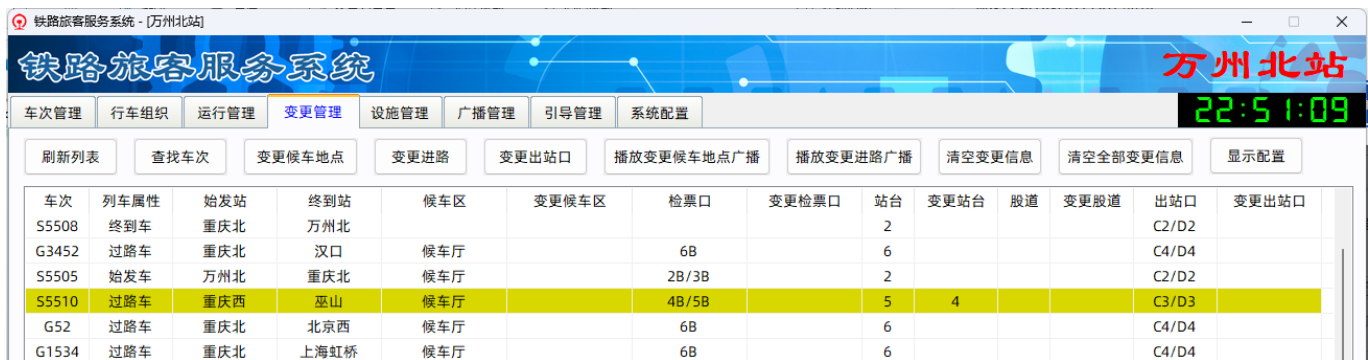 铁路旅客服务系统 - [万州北站]
铁路旅客服务系统 万州北站
车次管理 行车组织 运行管理 变更管理 设施管理 广播管理 引导管理 系统配置 22:51:09
刷新列表 查找车次 变更候车地点 变更进路 变更出站口 播放变更候车地点广播 播放变更进路广播 清空变更信息 清空全部变更信息 显示配置
车次 列车属性 始发站 终到站 候车区 变更候车区 检票口 变更检票口 站台 变更站台 股道 变更股道 出站口 变更出站口
S5508 终到车 重庆北 万州北 2 C2/D2
G3452 过路车 重庆北 汉口 候车厅 6B 6 C4/D4
S5505 始发车 万州北 重庆北 候车厅 2B/3B 2 C2/D2
S5510 过路车 重庆西 巫山 候车厅 4B/5B 5 4 C3/D3
G52 过路车 重庆北 北京西 候车厅 6B 6 C4/D4
G1534 过路车 重庆北 上海虹桥 候车厅 6B 6 C4/D4